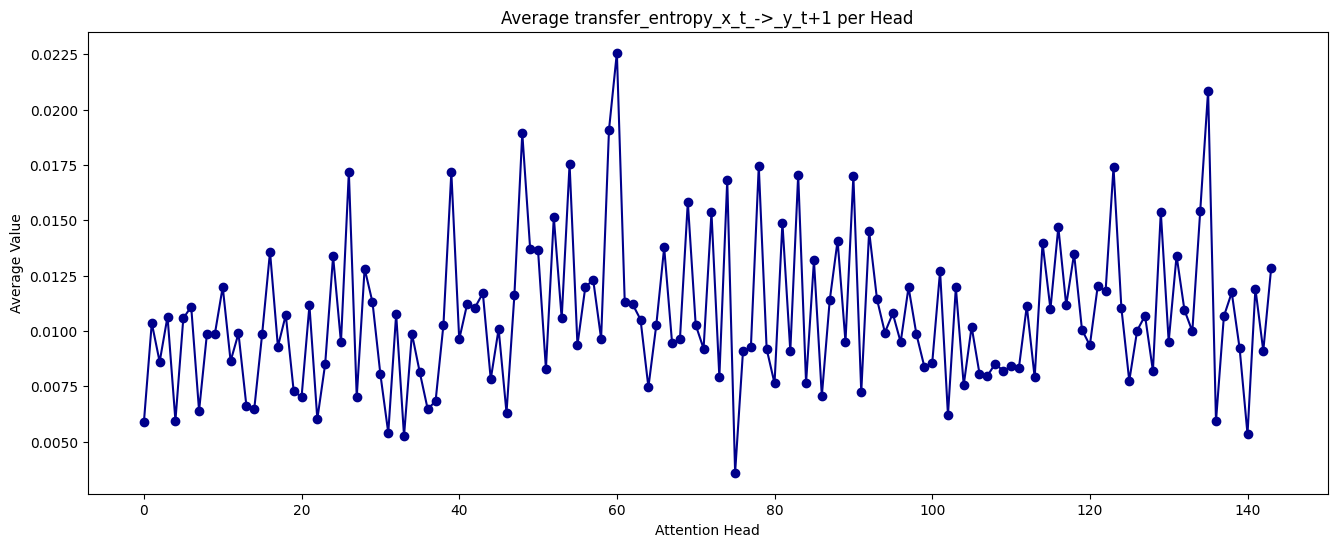 Average transfer_entropy_x_t_->_y_t+1 per Head
0.0225
0.0200
0.0175
0.0150
0.0125
0.0100
0.0075
0.0050
Average Value
0 20 40 60 80 100 120 140
Attention Head